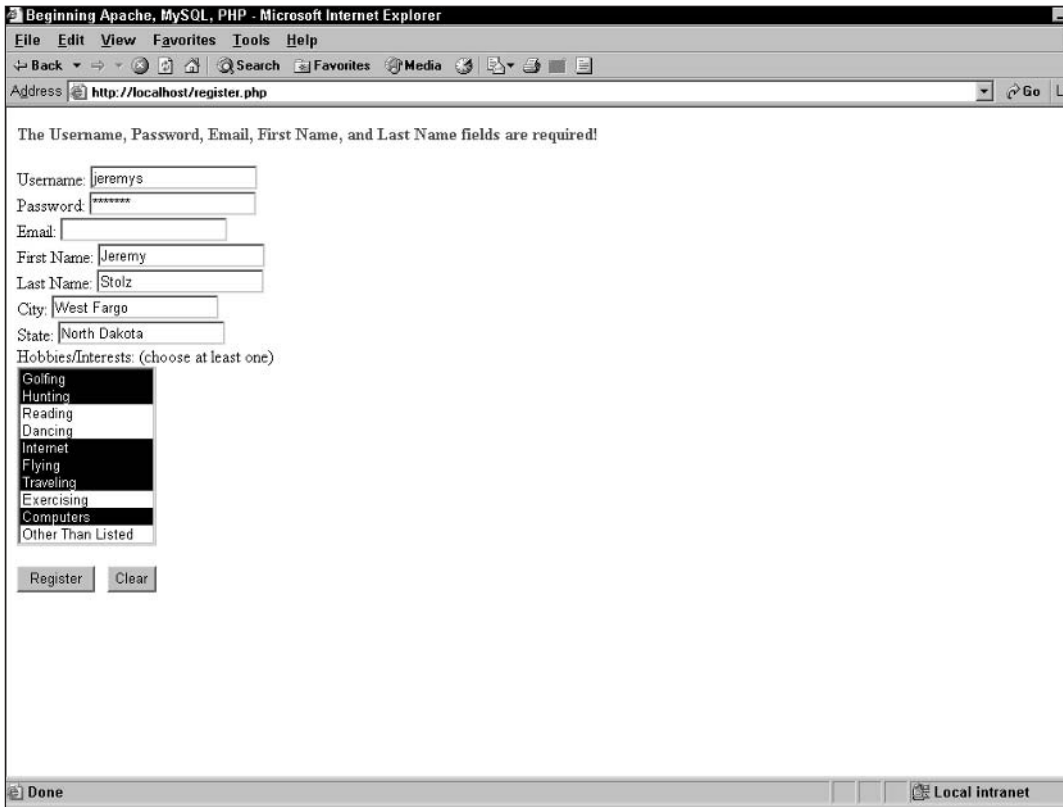 Beginning Apache, MySQL, PHP - Microsoft Internet Explorer
File Edit View Favorites Tools Help
Back Search Favorites Media
Address http://localhost/register.php Go L
The Username, Password, Email, First Name, and Last Name fields are required!
Username: jeremys
Password: *******
Email:
First Name: Jeremy
Last Name: Stolz
City: West Fargo
State: North Dakota
Hobbies/Interests: (choose at least one)
Golfing
Hunting
Reading
Dancing
Internet
Flying
Traveling
Exercising
Computers
Other Than Listed
Register Clear
Done Local intranet